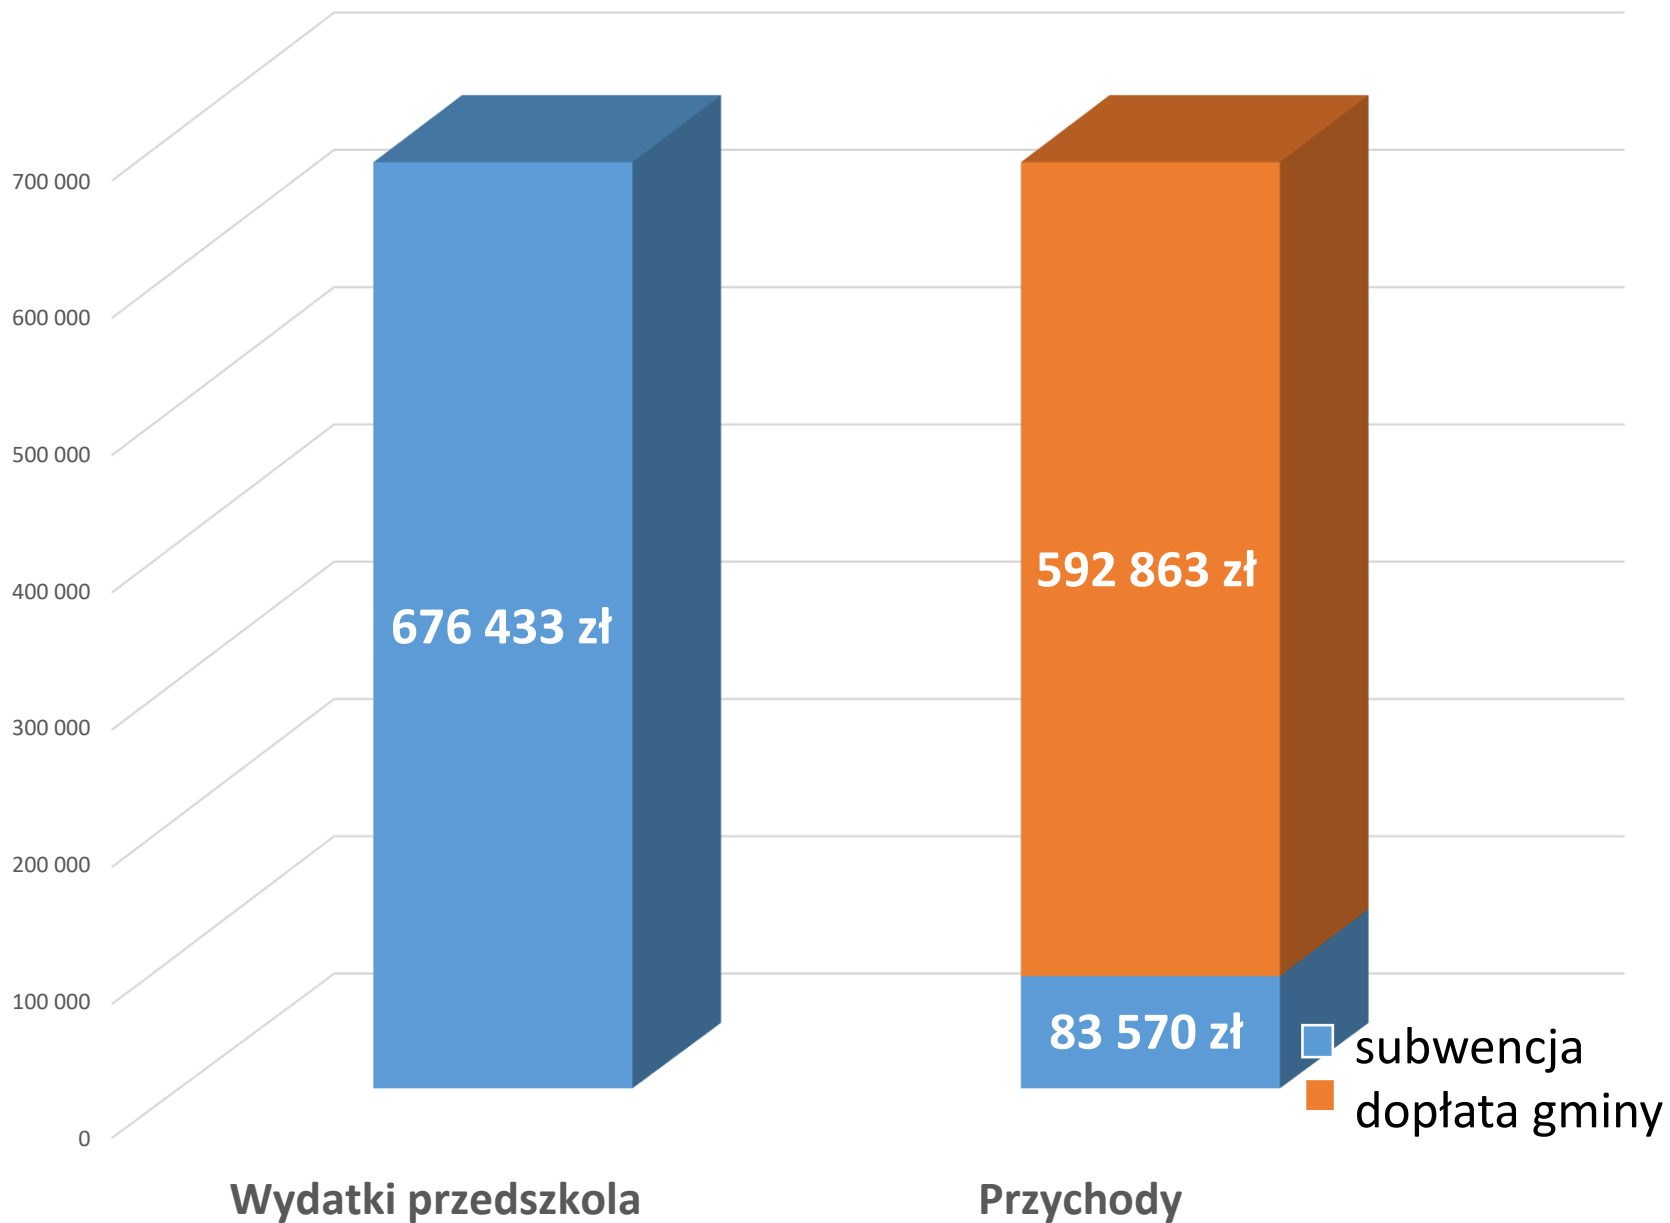 700 000
600 000
500 000
400 000
300 000
200 000
100 000
0
676 433 zł
592 863 zł
83 570 zł
subwencja
dopłata gminy
Wydatki przedszkola
Przychody